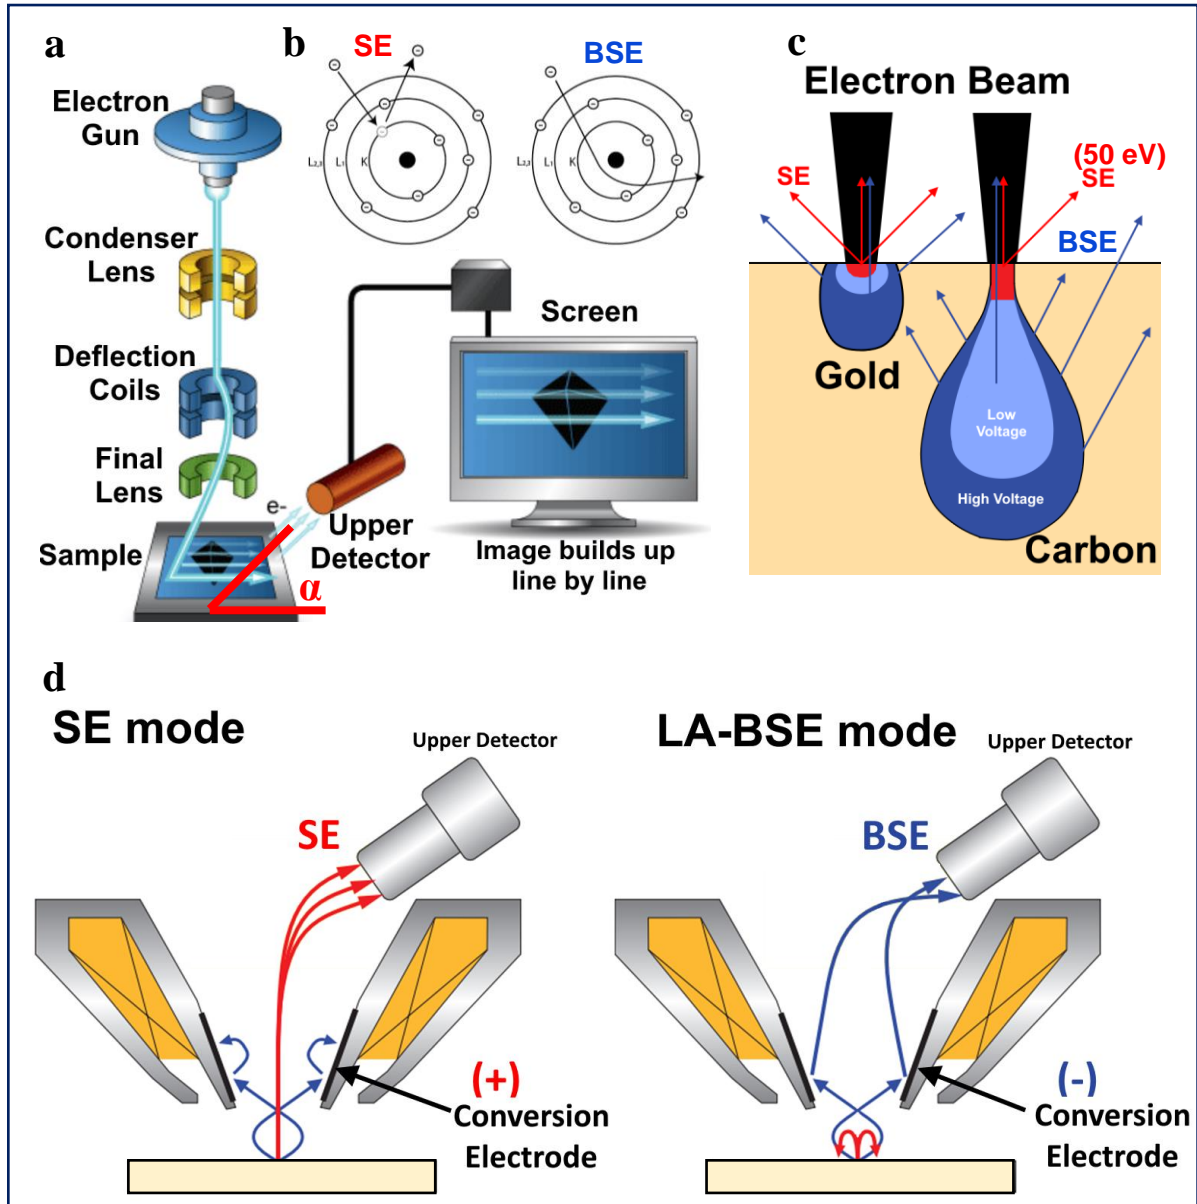 a
Electron
Gun
Condenser
Lens
Deflection
Coils
Final
Lens
Sample
e-
α
Upper
Detector
Screen
Image builds up
line by line
b
SE
BSE
L2,3 L1 K
L2,3 L1 K
c
Electron Beam
SE
(50 eV)
SE
BSE
Gold
Low
Voltage
High Voltage
Carbon
d
SE mode
Upper Detector
SE
(+)
Conversion
Electrode
LA-BSE mode
Upper Detector
BSE
(-)
Conversion
Electrode